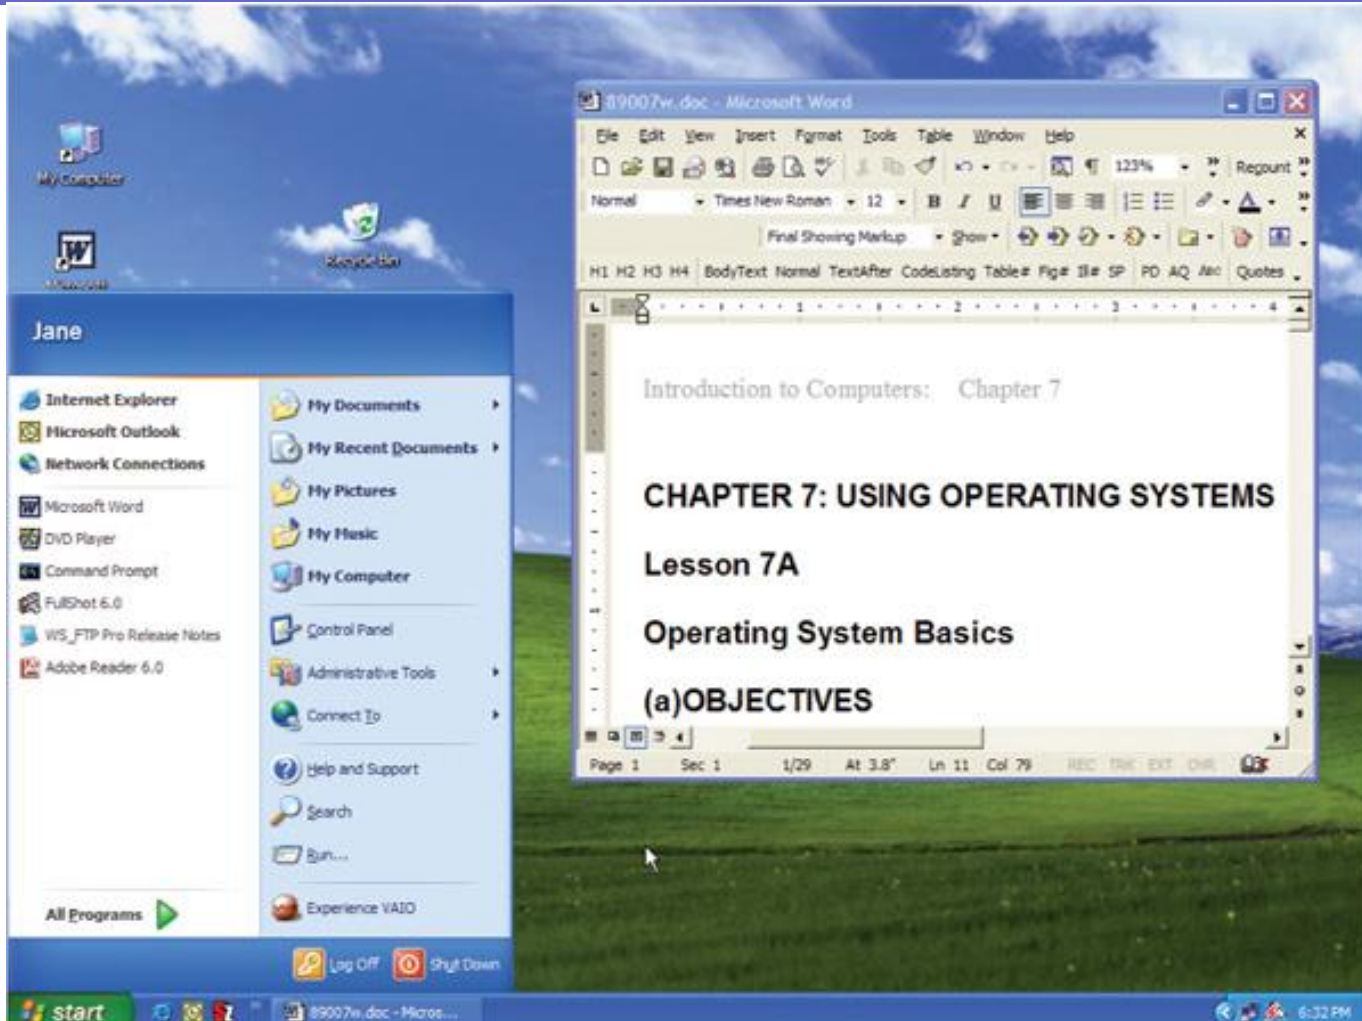 My Computer
Recycle Bin
Jane
Internet Explorer
Microsoft Outlook
Network Connections
Microsoft Word
DVD Player
Command Prompt
FullShot 6.0
WS_FTP Pro Release Notes
Adobe Reader 6.0
All Programs
My Documents
My Recent Documents
My Pictures
My Music
My Computer
Control Panel
Administrative Tools
Connect To
Help and Support
Search
Run...
Experience VAIO
Log Off Shut Down
89007w.doc - Microsoft Word
File Edit View Insert Format Tools Table Window Help
123% Recount
Normal Times New Roman 12 B I U
Final Showing Markup Show
H1 H2 H3 H4 BodyText Normal TextAfter CodeListing Table# Fig# Ill# SP PD AQ Quotes
1 2 3 4
Introduction to Computers: Chapter 7
CHAPTER 7: USING OPERATING SYSTEMS
Lesson 7A
Operating System Basics
(a)OBJECTIVES
Page 1 Sec 1 1/29 At 3.8" Ln 11 Col 79 REC TRK EXT OVR
start 89007w.doc - Micros... 6:32 PM